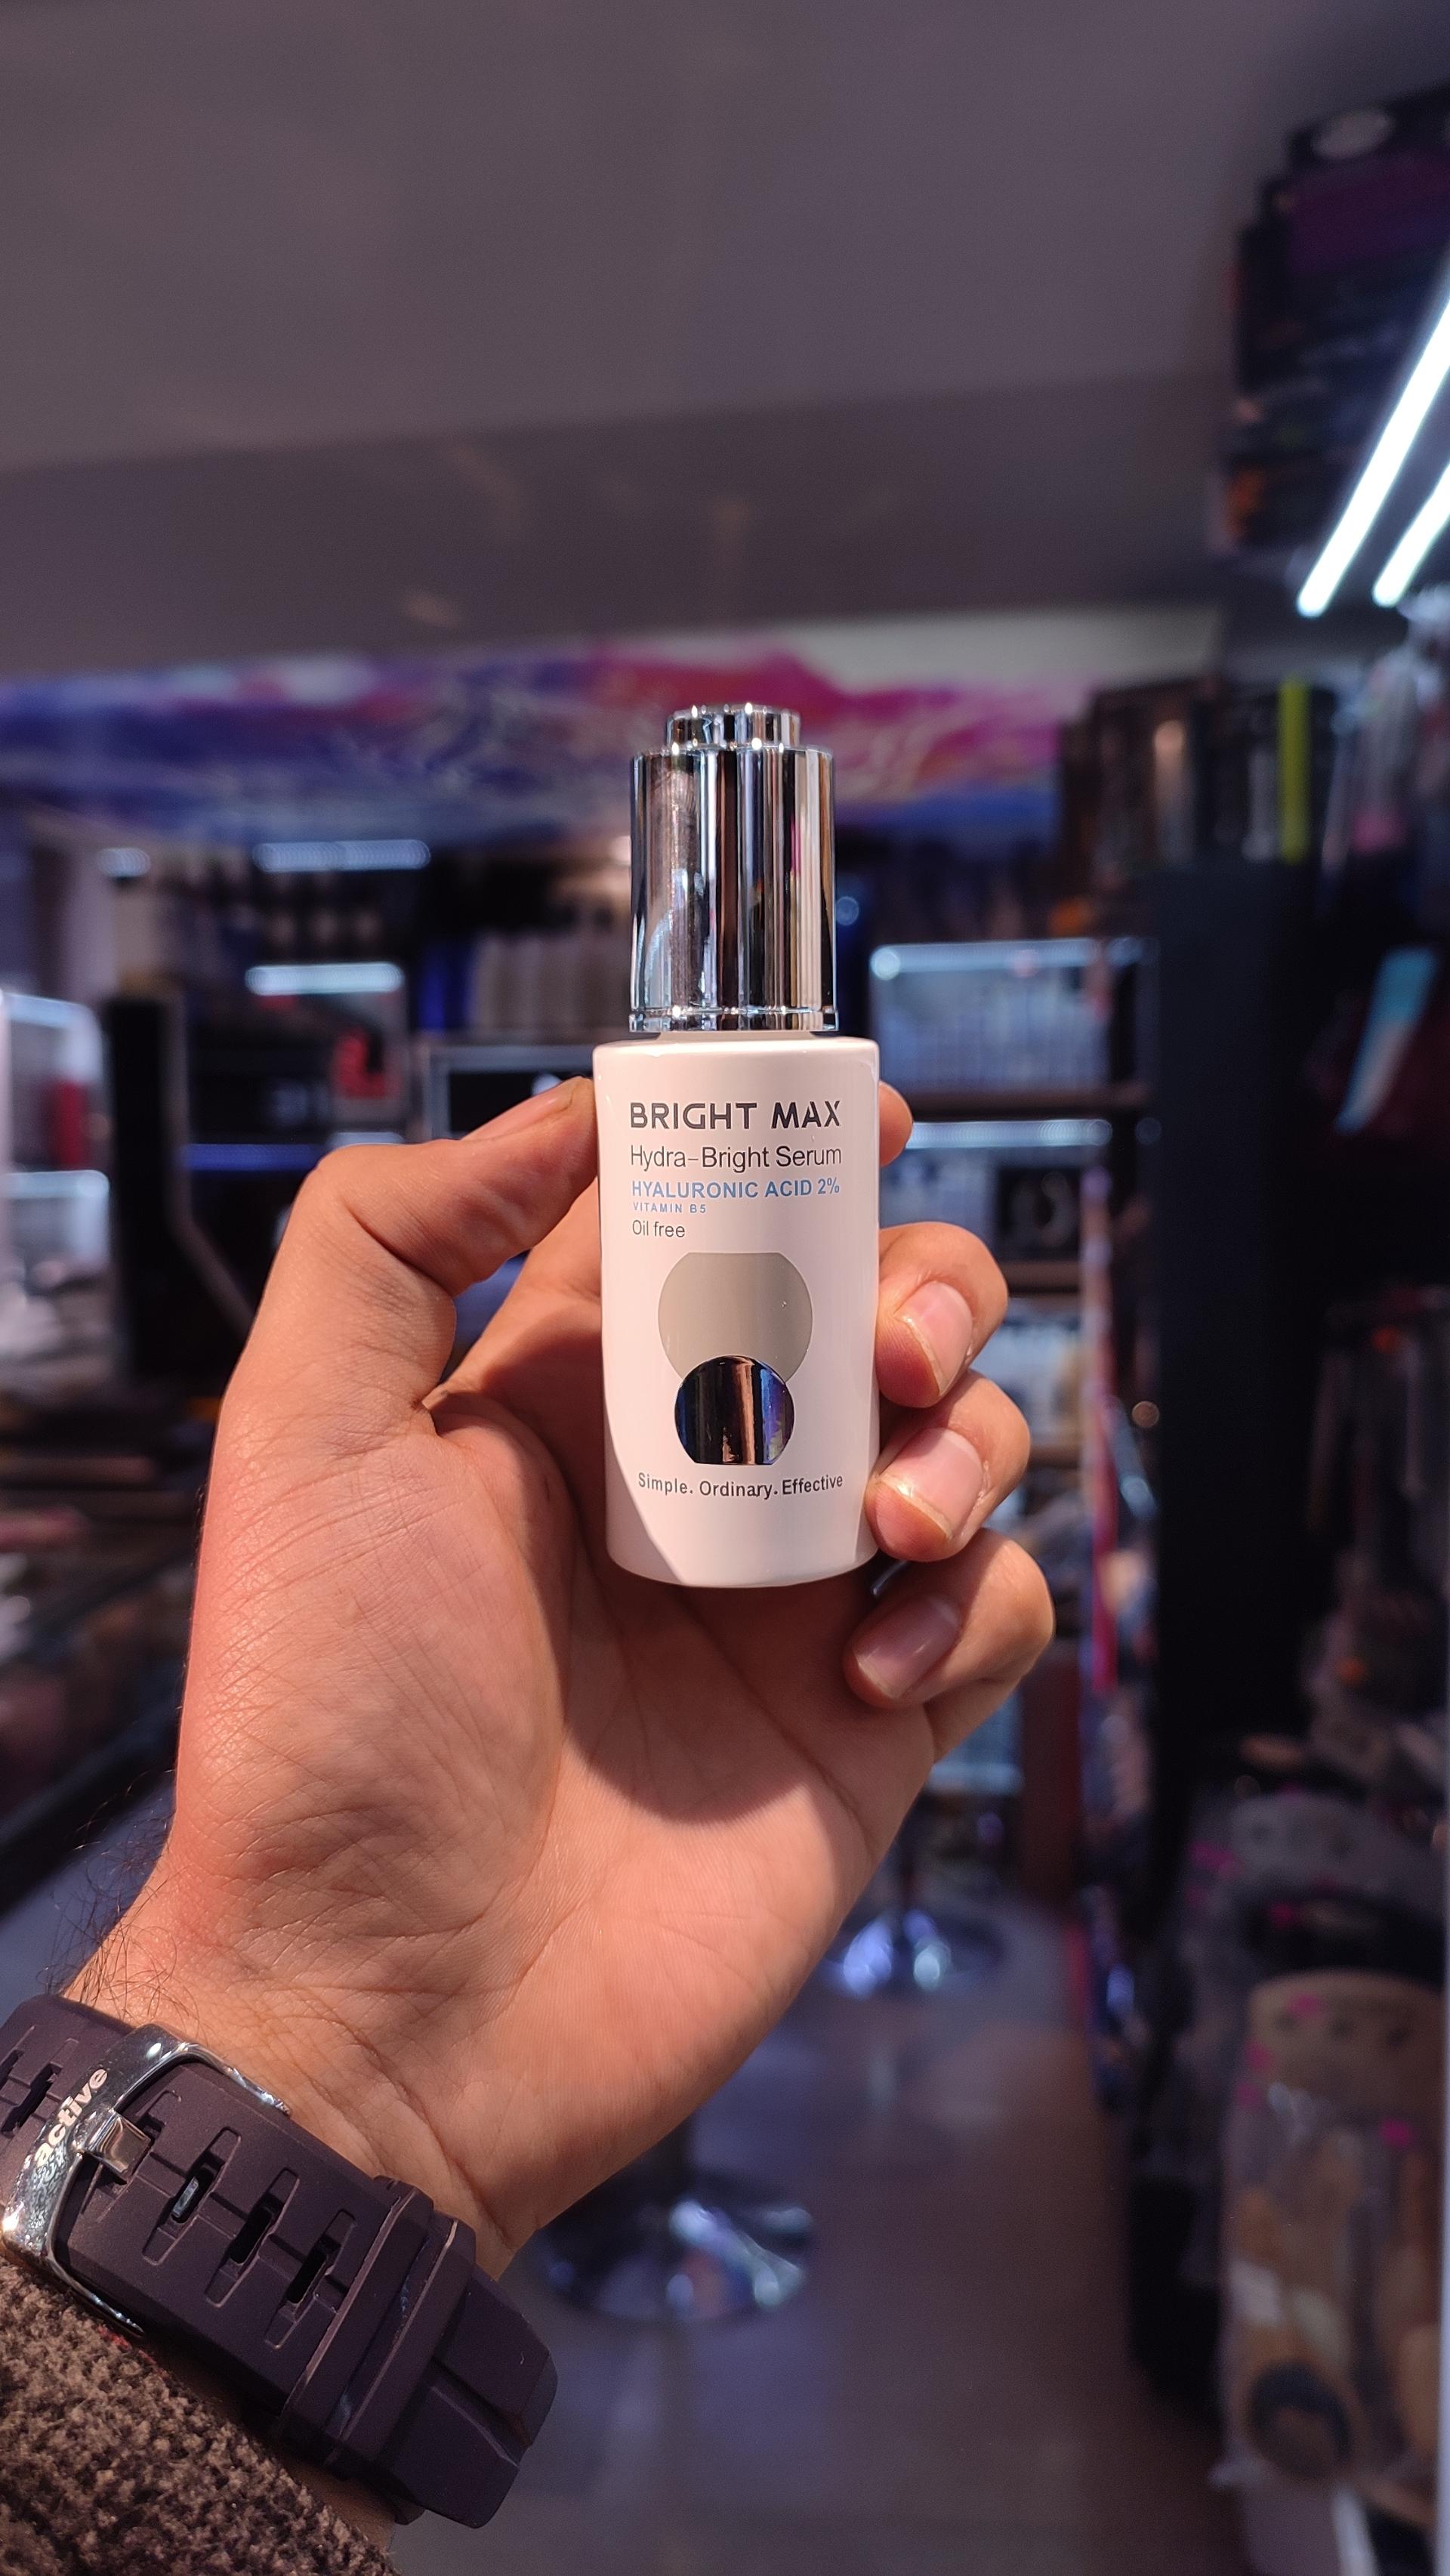 BRIGHT MAX
Hydra-Bright Serum
HYALURONIC ACID 2%
VITAMIN B5
Oil free
Simple. Ordinary. Effective
active